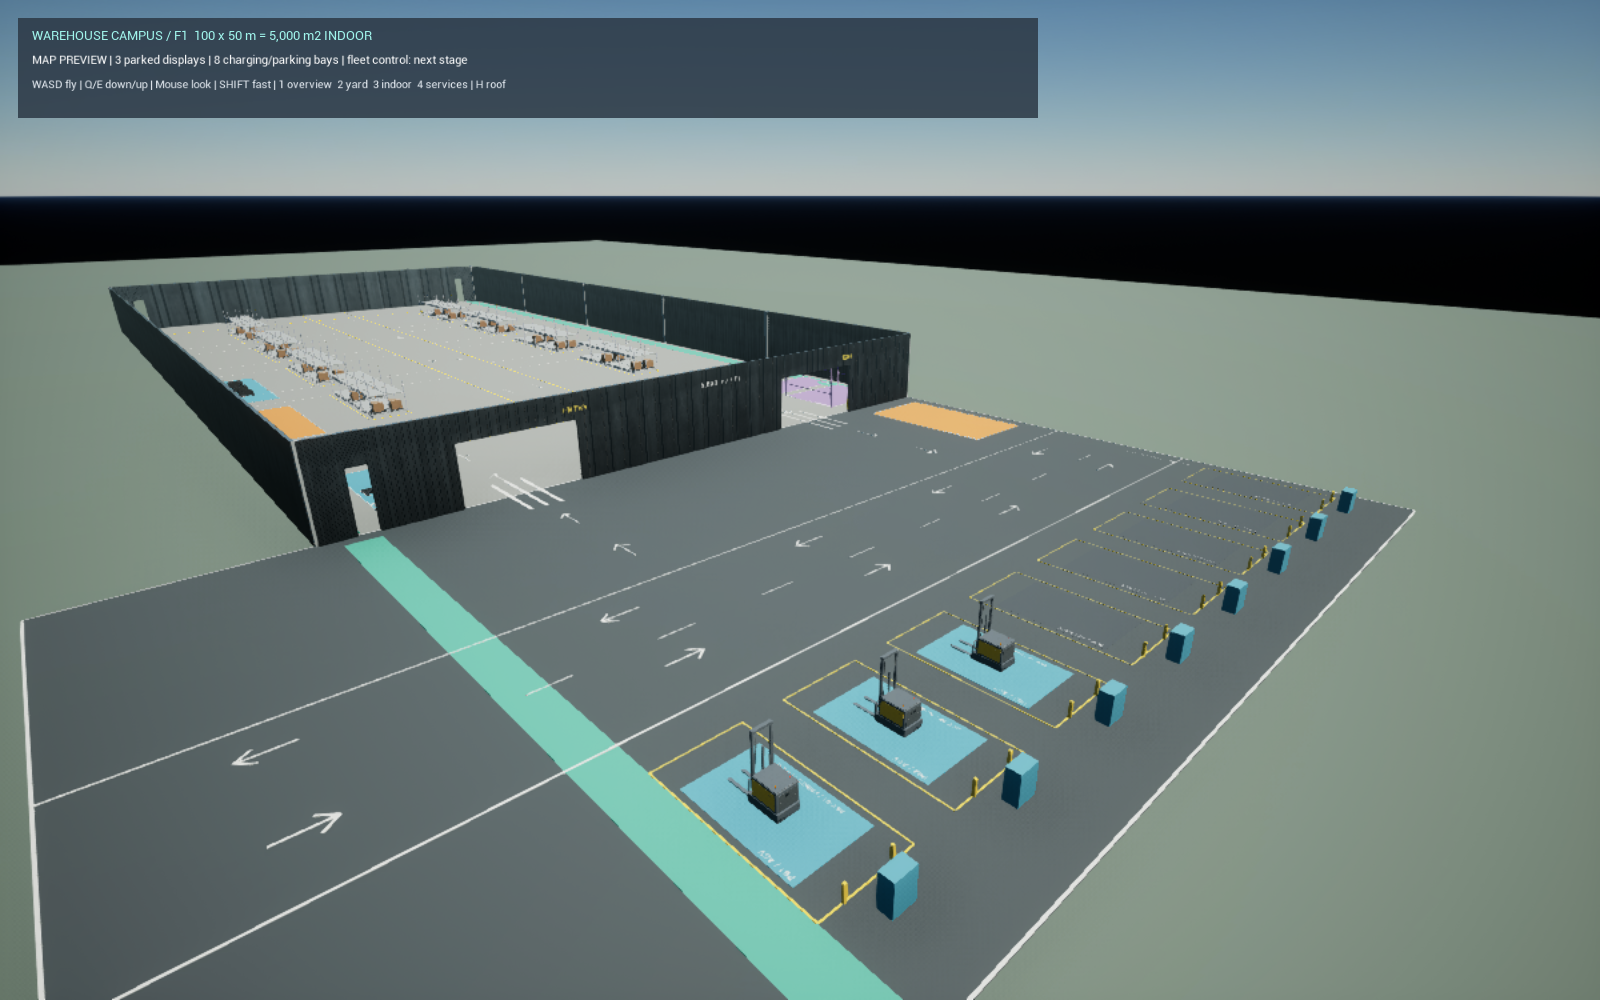 WAREHOUSE CAMPUS / F1  100 x 50 m = 5,000 m2 INDOOR
MAP PREVIEW | 3 parked displays | 8 charging/parking bays | fleet control: next stage
WASD fly | Q/E down/up | Mouse look | SHIFT fast | 1 overview  2 yard  3 indoor  4 services | H roof